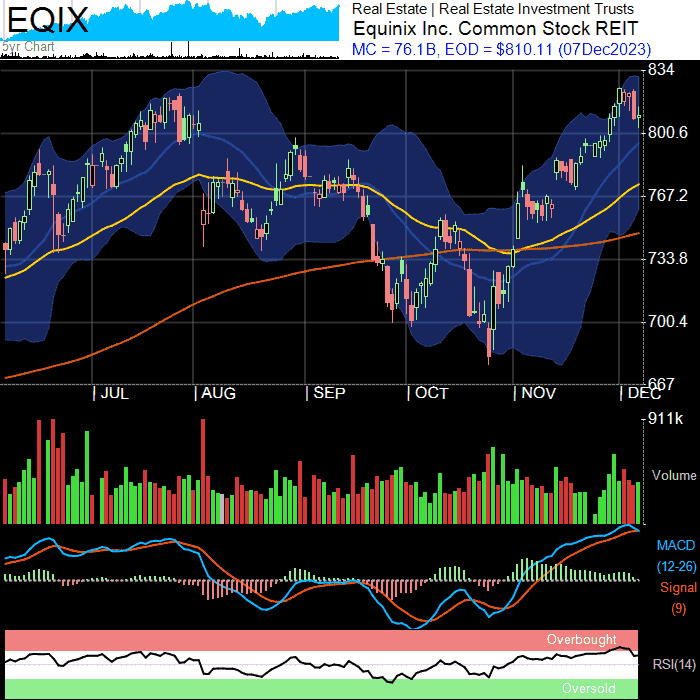 EQIX
5yr Chart
Real Estate | Real Estate Investment Trusts
Equinix Inc. Common Stock REIT
MC = 76.1B, EOD = $810.11 (07Dec2023)
834
800.6
767.2
733.8
700.4
667
| JUL | AUG | SEP | OCT | NOV | DEC
911k
Volume
MACD
(12-26)
Signal
(9)
Overbought
RSI(14)
Oversold